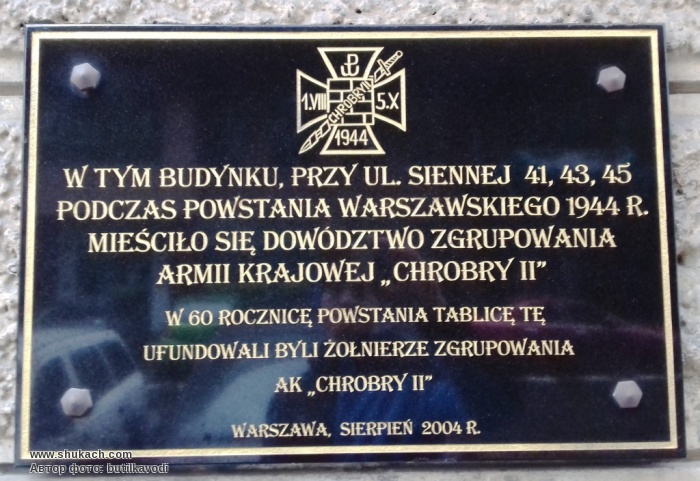 1.VIII 5.X
CHROBRY II
1944
W TYM BUDYNKU, PRZY UL. SIENNEJ 41, 43, 45
PODCZAS POWSTANIA WARSZAWSKIEGO 1944 R.
MIEŚCIŁO SIĘ DOWÓDZTWO ZGRUPOWANIA
ARMII KRAJOWEJ „CHROBRY II”
W 60 ROCZNICĘ POWSTANIA TABLICĘ TĘ
UFUNDOWALI BYLI ŻOŁNIERZE ZGRUPOWANIA
AK „CHROBRY II”
WARSZAWA, SIERPIEŃ 2004 R.
www.shukach.com
Автор фото: butilkavodi